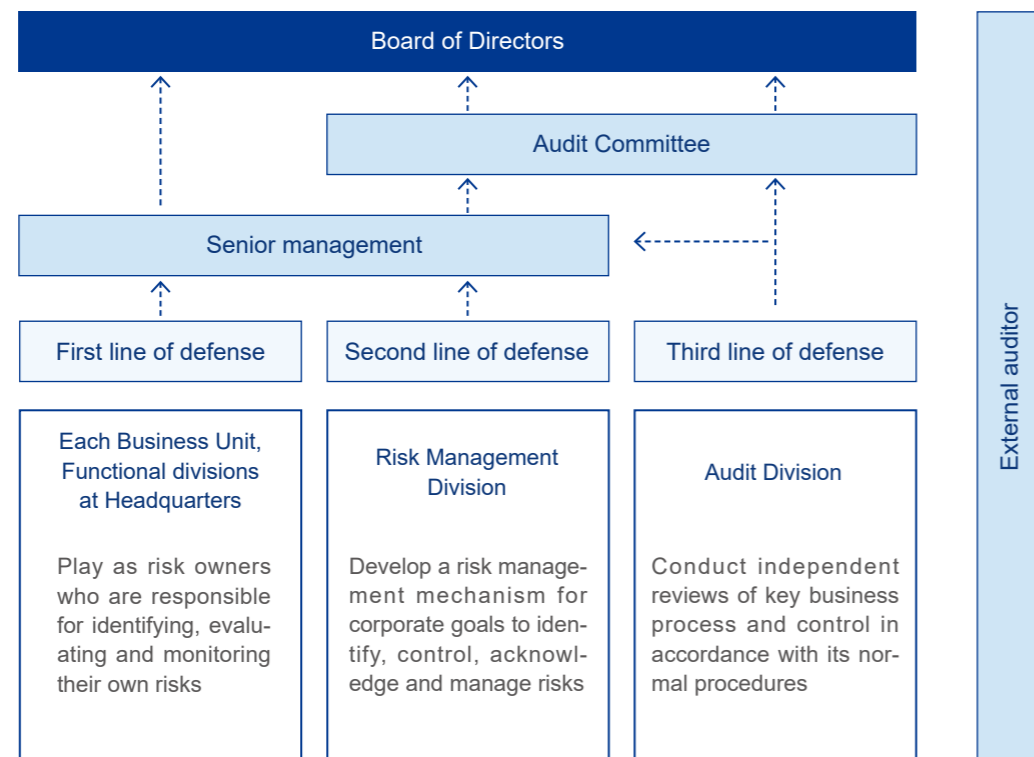 Board of Directors
Audit Committee
Senior management
First line of defense
Second line of defense
Third line of defense
Each Business Unit,
Functional divisions
at Headquarters
Play as risk owners
who are responsible
for identifying, evalu-
ating and monitoring
their own risks
Risk Management
Division
Develop a risk manage-
ment mechanism for
corporate goals to iden-
tify, control, acknowl-
edge and manage risks
Audit Division
Conduct independent
reviews of key business
process and control in
accordance with its nor-
mal procedures
External auditor